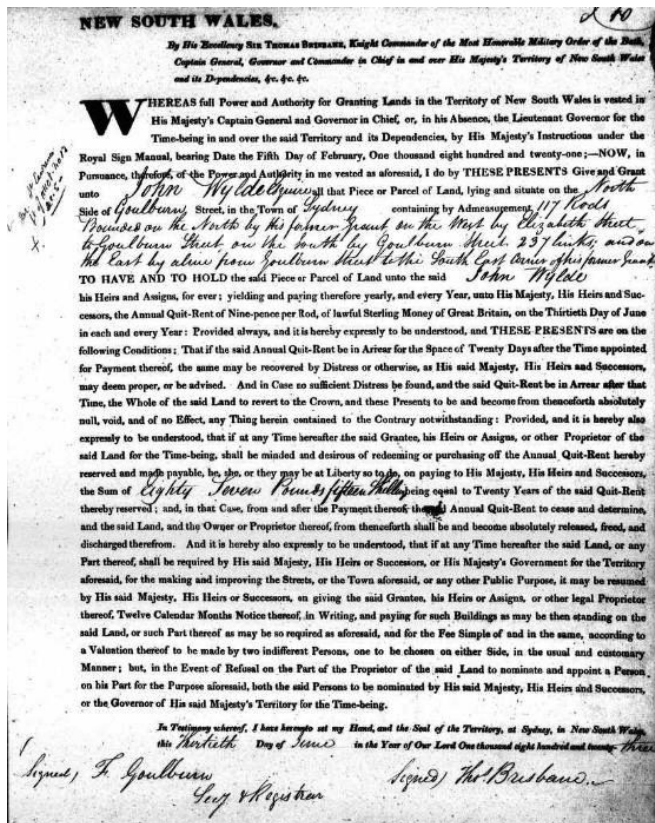 NEW SOUTH WALES.
By His Excellency SIR THOMAS BRISBANE, Knight Commander of the Most Honorable Military Order of the Bath,
Captain General, Governor and Commander in Chief in and over His Majesty's Territory of New South Wales
and its Dependencies, &c. &c. &c.
WHEREAS full Power and Authority for Granting Lands in the Territoty of New South Wales is vested in
His Majesty's Captain General and Governor in Chief, or, in his Absence, the Lieutenant Governor for the
Time-being in and over the said Territory and its Dependencies, by His Majesty's Instructions under the
Royal Sign Manual, bearing Date the Fifth Day of February, One thousand eight hundred and twenty-one;—NOW, in
Pursuance, therefore, of the Power and Authority in me vested as aforesaid, I do by THESE PRESENTS Give and Grant
unto John Wylde Esquire all that Piece or Parcel of Land, lying and situate on the North
Side of Goulburn Street, in the Town of Sydney containing by Admeasurement 117 Rods
Bounded on the North by his former Grant on the West by Elizabeth Street
to Goulburn Street on the South by Goulburn Street 237 links; and on
the East by a line from Goulburn Street to the South East Corner of his former Grant
TO HAVE AND TO HOLD the said Piece or Parcel of Land unto the said John Wylde
his Heirs and Assigns, for ever; yielding and paying therefore yearly, and every Year, unto His Majesty, His Heirs and Suc-
cessors, the Annual Quit-Rent of Nine-pence per Rod, of lawful Sterling Money of Great Britain, on the Thirtieth Day of June
in each and every Year: Provided always, and it is hereby expressly to be understood, and THESE PRESENTS are on the
following Conditions; That if the said Annual Quit-Rent be in Arrear for the Space of Twenty Days after the Time appointed
for Payment thereof, the same may be recovered by Distress or otherwise, as His said Majesty, His Heirs and Successors,
may deem proper, or be advised. And in Case no sufficient Distress be found, and the said Quit-Rent be in Arrear after that
Time, the Whole of the said Land to revert to the Crown, and these Presents to be and become from thenceforth absolutely
null, void, and of no Effect, any Thing herein contained to the Contrary notwithstanding: Provided, and it is hereby also
expressly to be understood, that if at any Time hereafter the said Grantee, his Heirs or Assigns, or other Proprietor of the
said Land for the Time-being, shall be minded and desirous of redeeming or purchasing off the Annual Quit-Rent hereby
reserved and made payable, he, she, or they may be at Liberty so to do, on paying to His Majesty, His Heirs and Successors,
the Sum of Eighty Seven Pounds fifteen Shillings being equal to Twenty Years of the said Quit-Rent
thereby reserved; and, in that Case, from and after the Payment thereof, the Annual Quit-Rent to cease and determine,
and the said Land, and the Owner or Proprietor thereof, from thenceforth shall be and become absolutely released, freed, and
discharged therefrom. And it is hereby also expressly to be understood, that if at any Time hereafter the said Land, or any
Part thereof, shall be required by His said Majesty, His Heirs or Successors, or His Majesty's Government for the Territory
aforesaid, for the making and improving the Streets, or the Town aforesaid, or any other Public Purpose, it may be resumed
by His said Majesty, His Heirs or Successors, on giving the said Grantee, his Heirs or Assigns, or other legal Proprietor
thereof, Twelve Calendar Months Notice thereof, in Writing, and paying for such Buildings as may be then standing on the
said Land, or such Part thereof as may be so required as aforesaid, and for the Fee Simple of and in the same, according to
a Valuation thereof to be made by two indifferent Persons, one to be chosen on either Side, in the usual and customary
Manner; but, in the Event of Refusal on the Part of the Proprietor of the said Land to nominate and appoint a Person
on his Part for the Purpose aforesaid, both the said Persons to be nominated by His said Majesty, His Heirs and Successors,
or the Governor of His said Majesty's Territory for the Time-being.
In Testimony whereof, I have hereunto set my Hand, and the Seal of the Territory, at Sydney, in New South Wales,
this Thirtieth Day of June in the Year of Our Lord One thousand eight hundred and twenty-three
Signed, F. Goulburn
Secy & Registrar
Signed, Thos. Brisbane